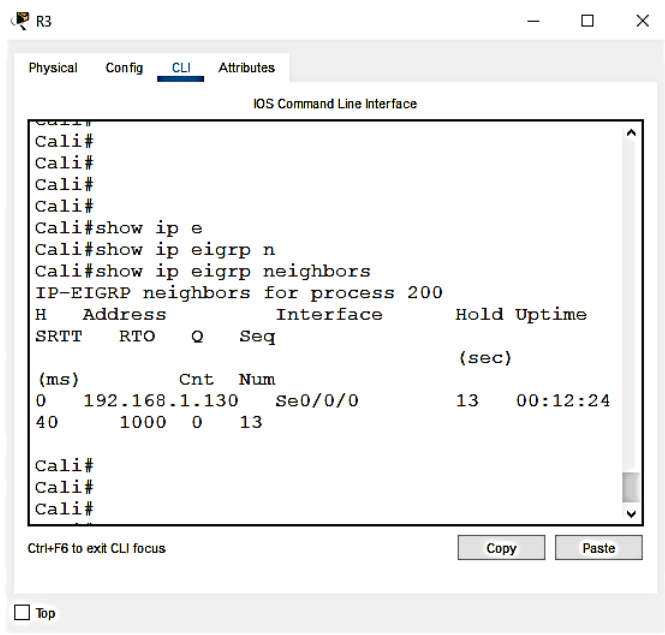 R3
Physical Config CLI Attributes
IOS Command Line Interface
Cali#
Cali#
Cali#
Cali#
Cali#
Cali#show ip e
Cali#show ip eigrp n
Cali#show ip eigrp neighbors
IP-EIGRP neighbors for process 200
H Address Interface Hold Uptime
SRTT RTO Q Seq
(sec)
(ms) Cnt Num
0 192.168.1.130 Se0/0/0 13 00:12:24
40 1000 0 13
Cali#
Cali#
Cali#
Ctrl+F6 to exit CLI focus
Copy Paste
Top